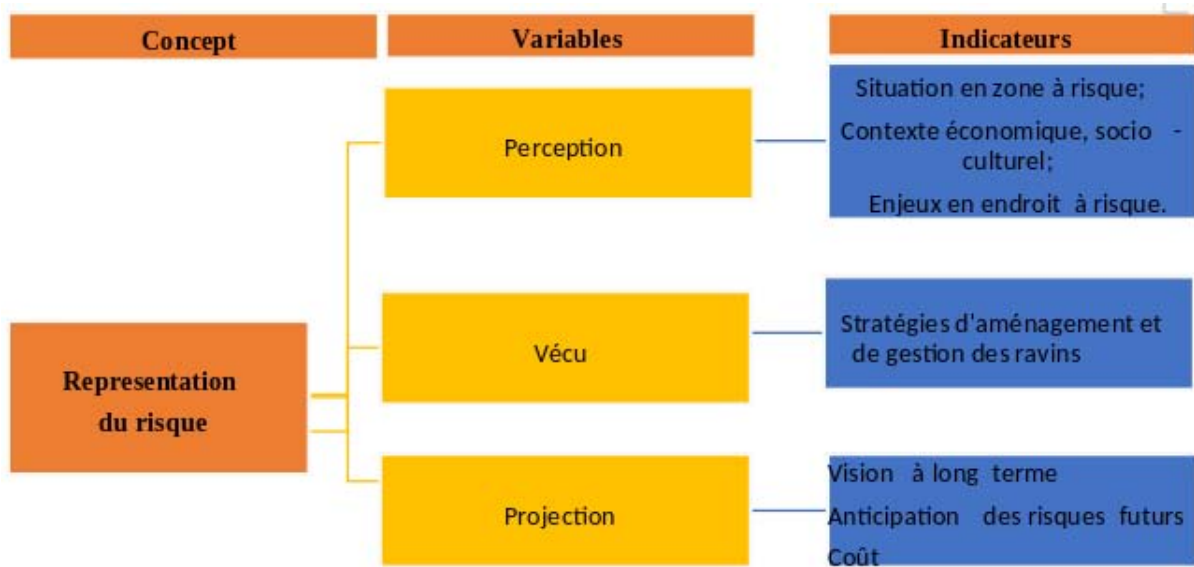 Concept
Variables
Indicateurs
Perception
Situation en zone à risque;
Contexte économique, socio -
culturel;
Enjeux en endroit à risque.
Representation
du risque
Vécu
Stratégies d'aménagement et
de gestion des ravins
Projection
Vision à long terme
Anticipation des risques futurs
Coût